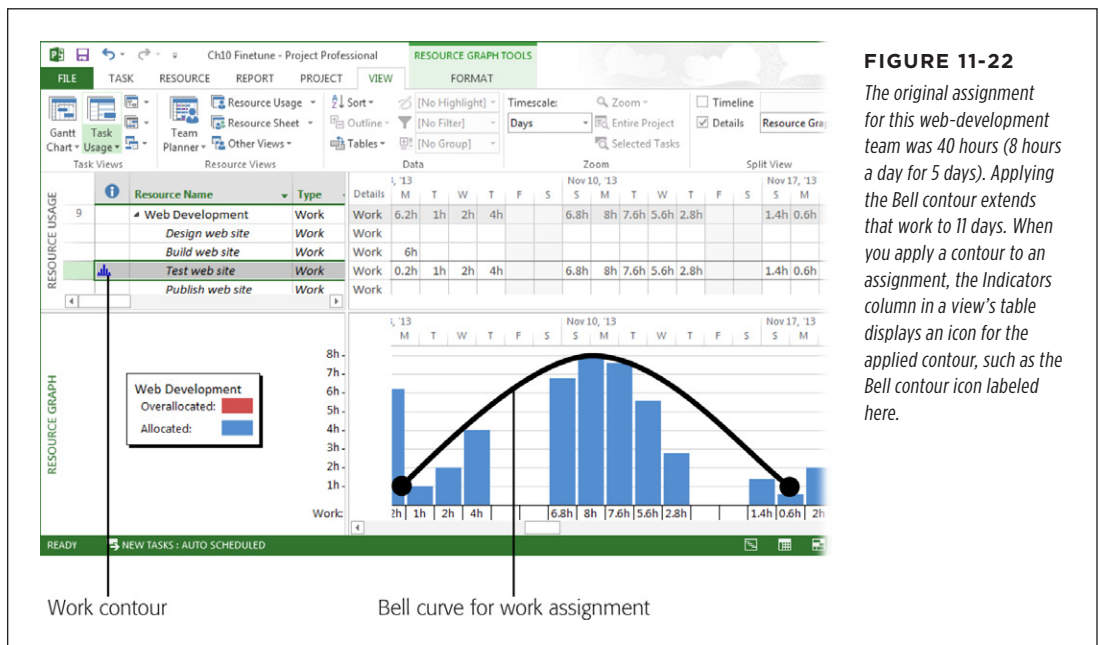 Ch10 Finetune - Project Professional
RESOURCE GRAPH TOOLS
FILE TASK RESOURCE REPORT PROJECT VIEW FORMAT
Gantt Chart
Task Usage
Team Planner
Resource Usage
Resource Sheet
Other Views
Sort
Outline
Tables
[No Highlight]
[No Filter]
[No Group]
Timescale:
Days
Zoom
Entire Project
Selected Tasks
Timeline
Details Resource Gra
Task Views Resource Views Data Zoom Split View
RESOURCE USAGE
, '13 Nov 10, '13 Nov 17, '13
Resource Name Type Details M T W T F S S M T W T F S S M
9 Web Development Work Work 6.2h 1h 2h 4h 6.8h 8h 7.6h 5.6h 2.8h 1.4h 0.6h
Design web site Work Work
Build web site Work Work 6h
Test web site Work Work 0.2h 1h 2h 4h 6.8h 8h 7.6h 5.6h 2.8h 1.4h 0.6h
Publish web site Work Work
RESOURCE GRAPH
, '13 Nov 10, '13 Nov 17, '13
M T W T F S S M T W T F S S M
Web Development
Overallocated:
Allocated:
8h
7h
6h
5h
4h
3h
2h
1h
Work: 2h 1h 2h 4h 6.8h 8h 7.6h 5.6h 2.8h 1.4h 0.6h 2h
READY NEW TASKS : AUTO SCHEDULED
Work contour
Bell curve for work assignment
FIGURE 11-22
The original assignment
for this web-development
team was 40 hours (8 hours
a day for 5 days). Applying
the Bell contour extends
that work to 11 days. When
you apply a contour to an
assignment, the Indicators
column in a view's table
displays an icon for the
applied contour, such as the
Bell contour icon labeled
here.